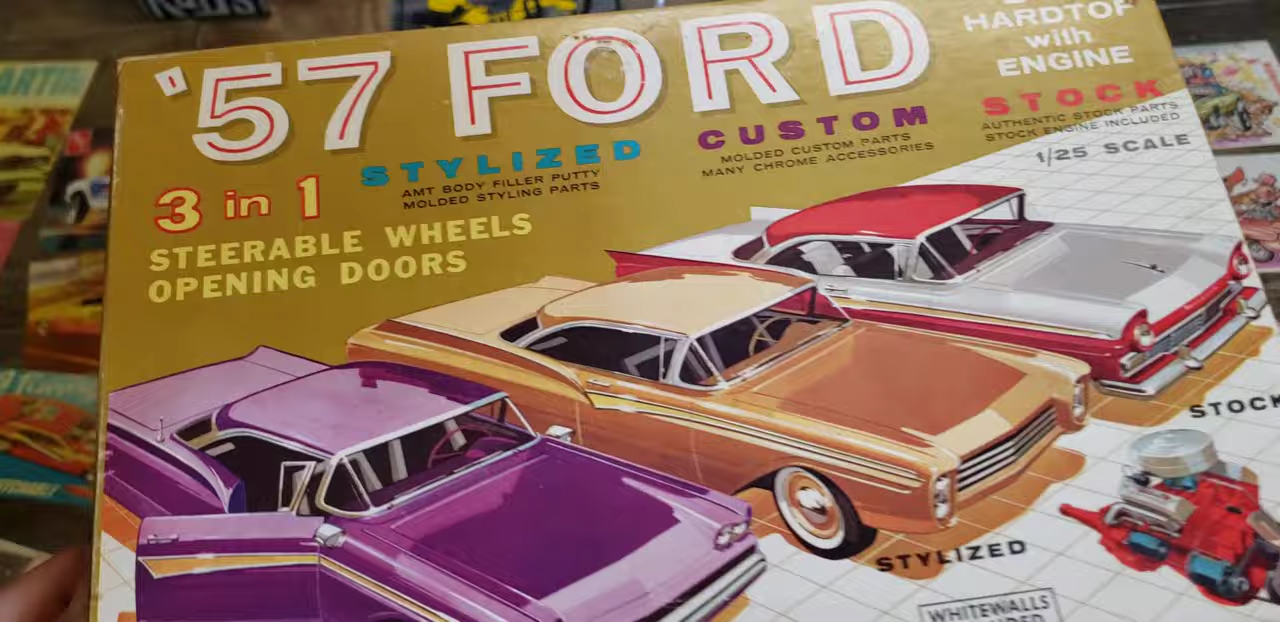 '57 FORD
HARDTOP
with
ENGINE
3 in 1
STEERABLE WHEELS
OPENING DOORS
STYLIZED
AMT BODY FILLER PUTTY
MOLDED STYLING PARTS
CUSTOM
MOLDED CUSTOM PARTS
MANY CHROME ACCESSORIES
STOCK
AUTHENTIC STOCK PARTS
STOCK ENGINE INCLUDED
1/25 SCALE
STOCK
STYLIZED
WHITEWALLS